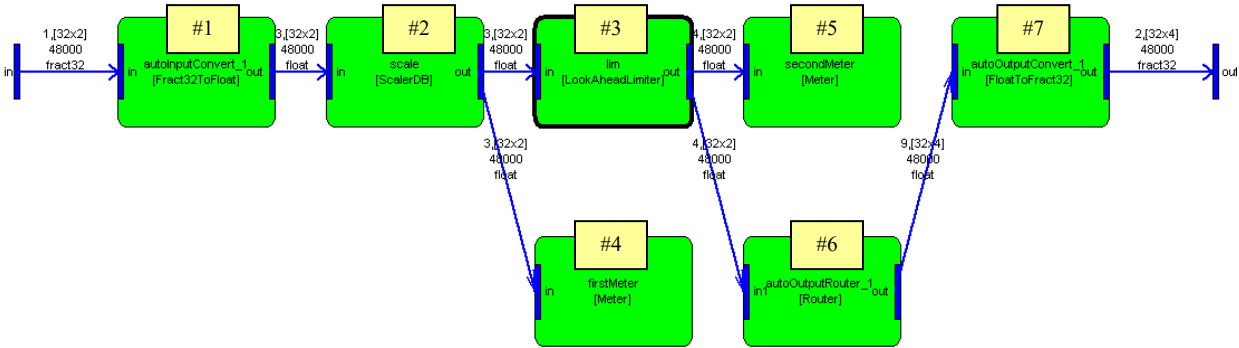 #1
#2
#3
#5
#7
1,[32x2]
48000
fract32
3,[32x2]
48000
float
3,[32x2]
48000
float
4,[32x2]
48000
float
2,[32x4]
48000
fract32
in
in
autoInputConvert_1
[Fract32ToFloat]
out
in
scale
[ScalerDB]
out
in
lim
[LookAheadLimiter]
out
in
secondMeter
[Meter]
in
autoOutputConvert_1
[FloatToFract32]
out
out
3,[32x2]
48000
float
4,[32x2]
48000
float
9,[32x4]
48000
float
#4
#6
in
firstMeter
[Meter]
in1
autoOutputRouter_1
[Router]
out